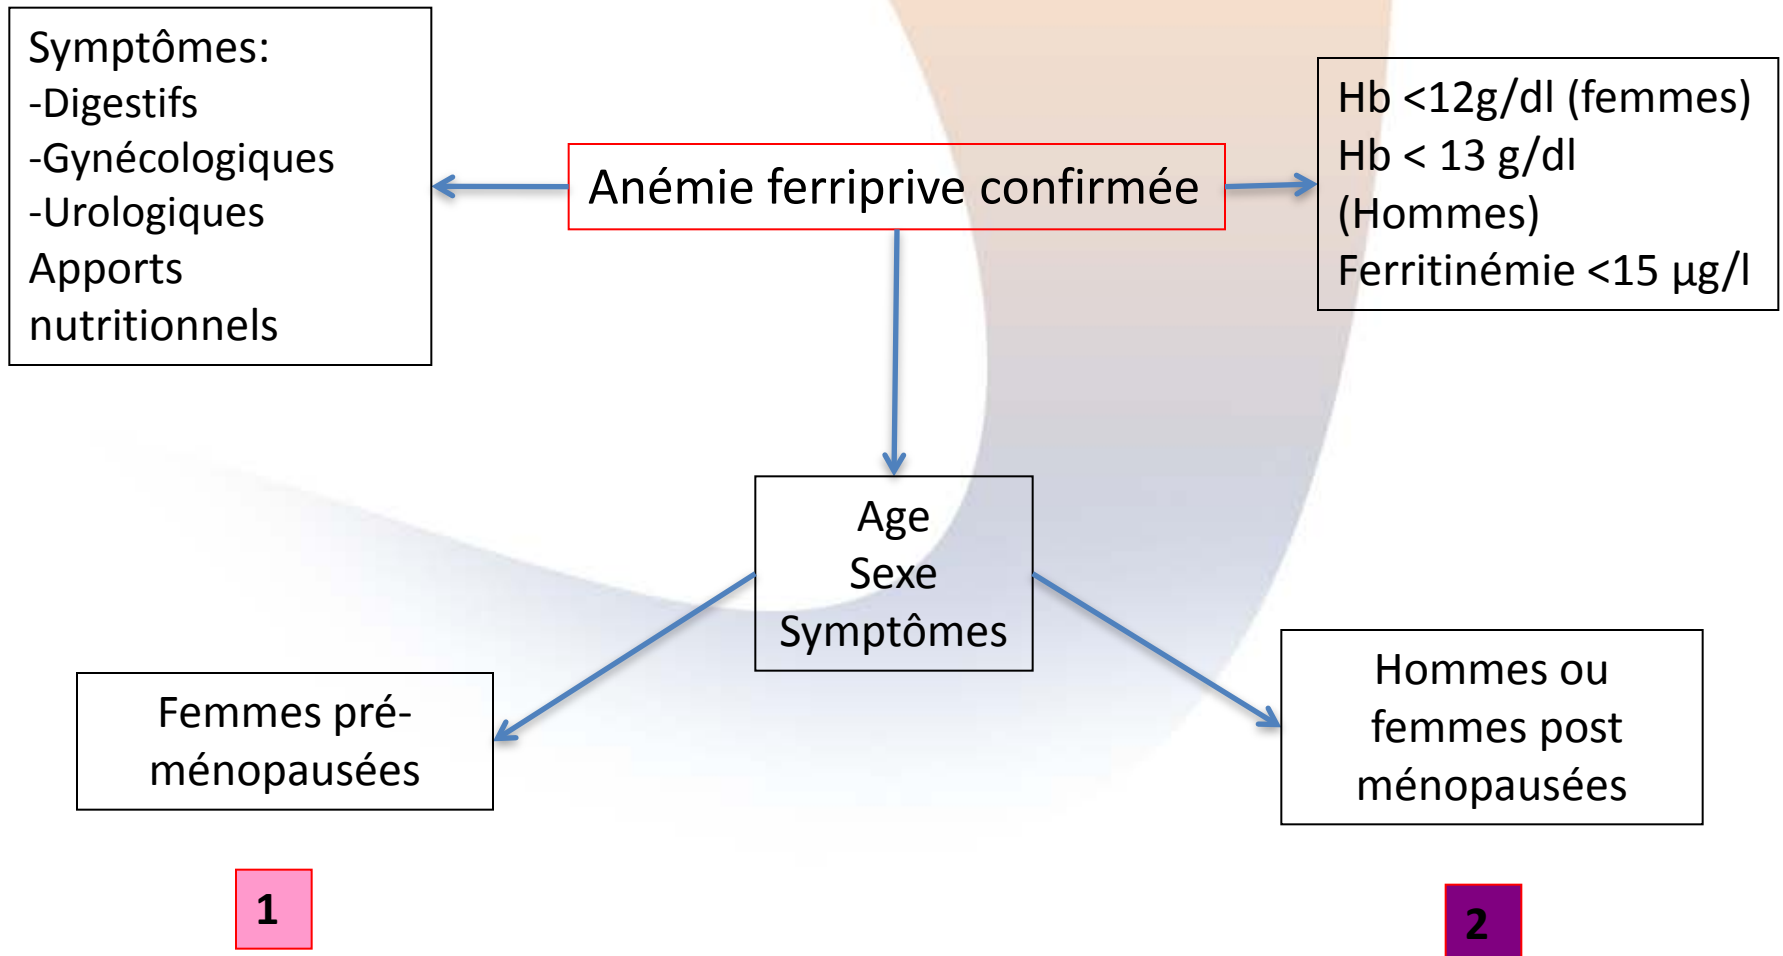 Symptômes:
-Digestifs
-Gynécologiques
-Urologiques
Apports
nutritionnels
Anémie ferriprive confirmée
Hb <12g/dl (femmes)
Hb < 13 g/dl
(Hommes)
Ferritinémie <15 µg/l
Age
Sexe
Symptômes
Femmes pré-
ménopausées
Hommes ou
femmes post
ménopausées
1
2